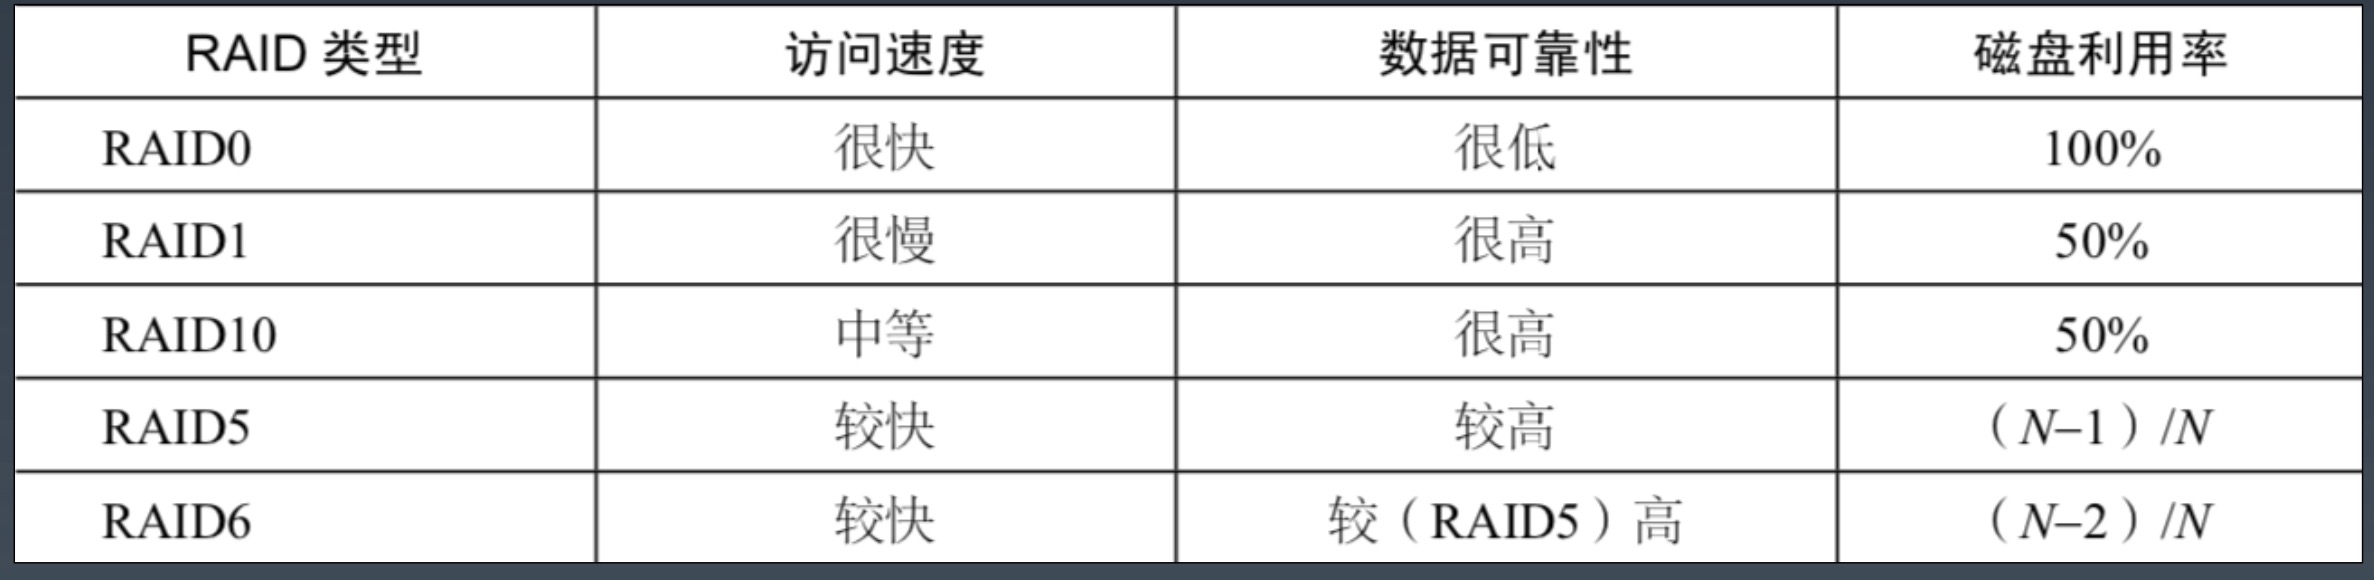 RAID 类型 访问速度 数据可靠性 磁盘利用率
RAID0 很快 很低 100%
RAID1 很慢 很高 50%
RAID10 中等 很高 50%
RAID5 较快 较高 （N–1）/N
RAID6 较快 较（RAID5）高 （N–2）/N